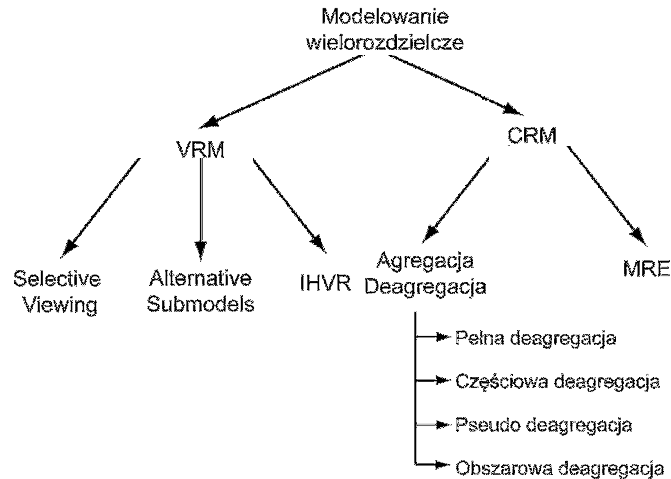 Modelowanie
wielorozdzielcze
VRM
CRM
Selective
Viewing
Alternative
Submodels
IHVR
Agregacja
Deagregacja
MRE
Pełna deagregacja
Częściowa deagregacja
Pseudo deagregacja
Obszarowa deagregacja